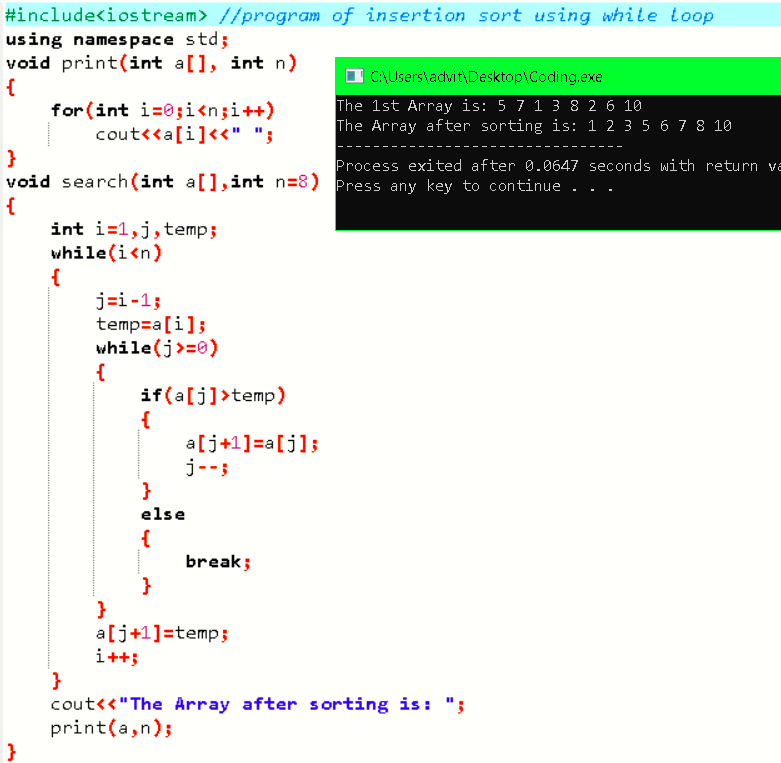 #include<iostream> //program of insertion sort using while loop
using namespace std;
void print(int a[], int n)
{
    for(int i=0;i<n;i++)
        cout<<a[i]<<" ";
}
void search(int a[],int n=8)
{
    int i=1,j,temp;
    while(i<n)
    {
        j=i-1;
        temp=a[i];
        while(j>=0)
        {
            if(a[j]>temp)
            {
                a[j+1]=a[j];
                j--;
            }
            else
            {
                break;
            }
        }
        a[j+1]=temp;
        i++;
    }
    cout<<"The Array after sorting is: ";
    print(a,n);
}
C:\Users\advit\Desktop\Coding.exe
The 1st Array is: 5 7 1 3 8 2 6 10
The Array after sorting is: 1 2 3 5 6 7 8 10
--------------------------------
Process exited after 0.0647 seconds with return va
Press any key to continue . . .